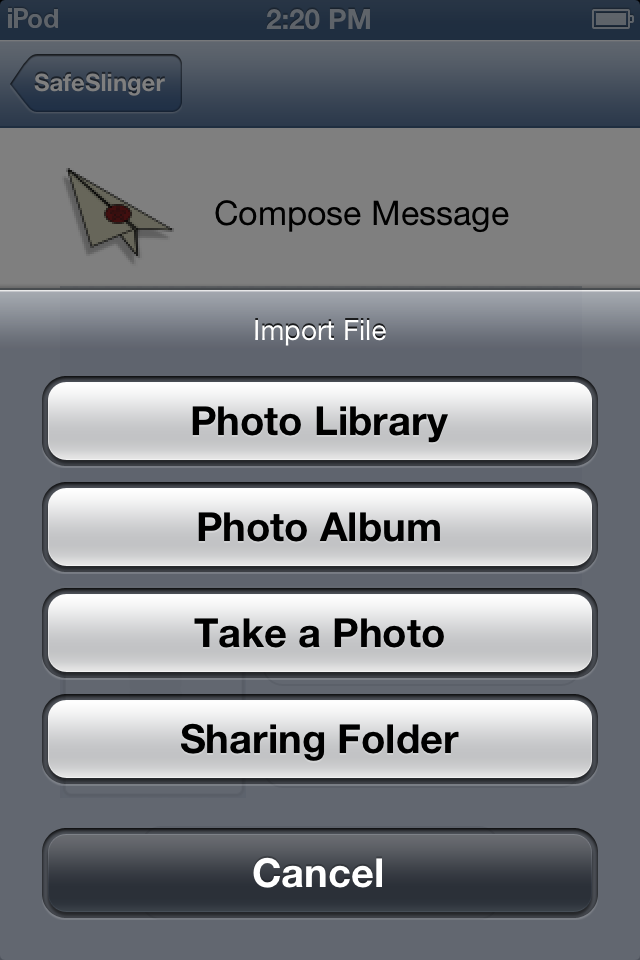 iPod 2:20 PM
SafeSlinger
Compose Message
Import File
Photo Library
Photo Album
Take a Photo
Sharing Folder
Cancel